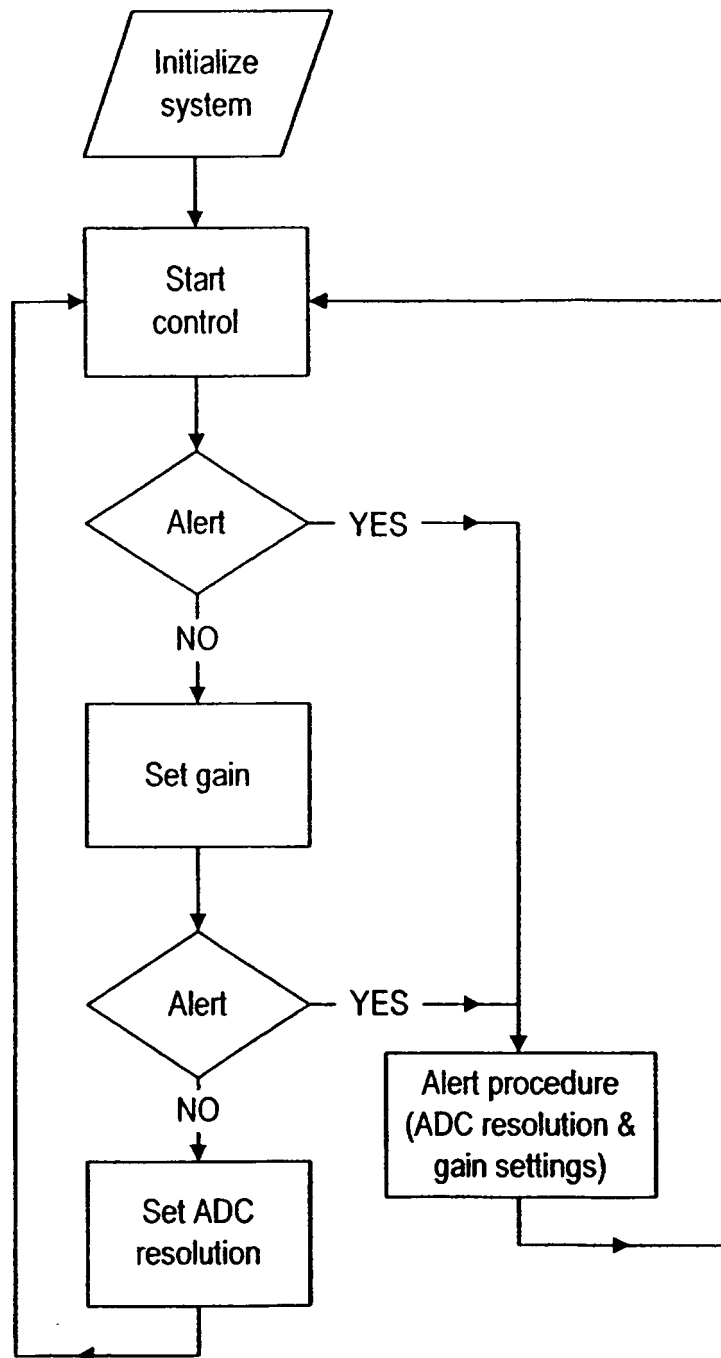 Initialize
system
Start
control
Alert
YES
NO
Set gain
Alert
YES
NO
Alert procedure
(ADC resolution &
gain settings)
Set ADC
resolution